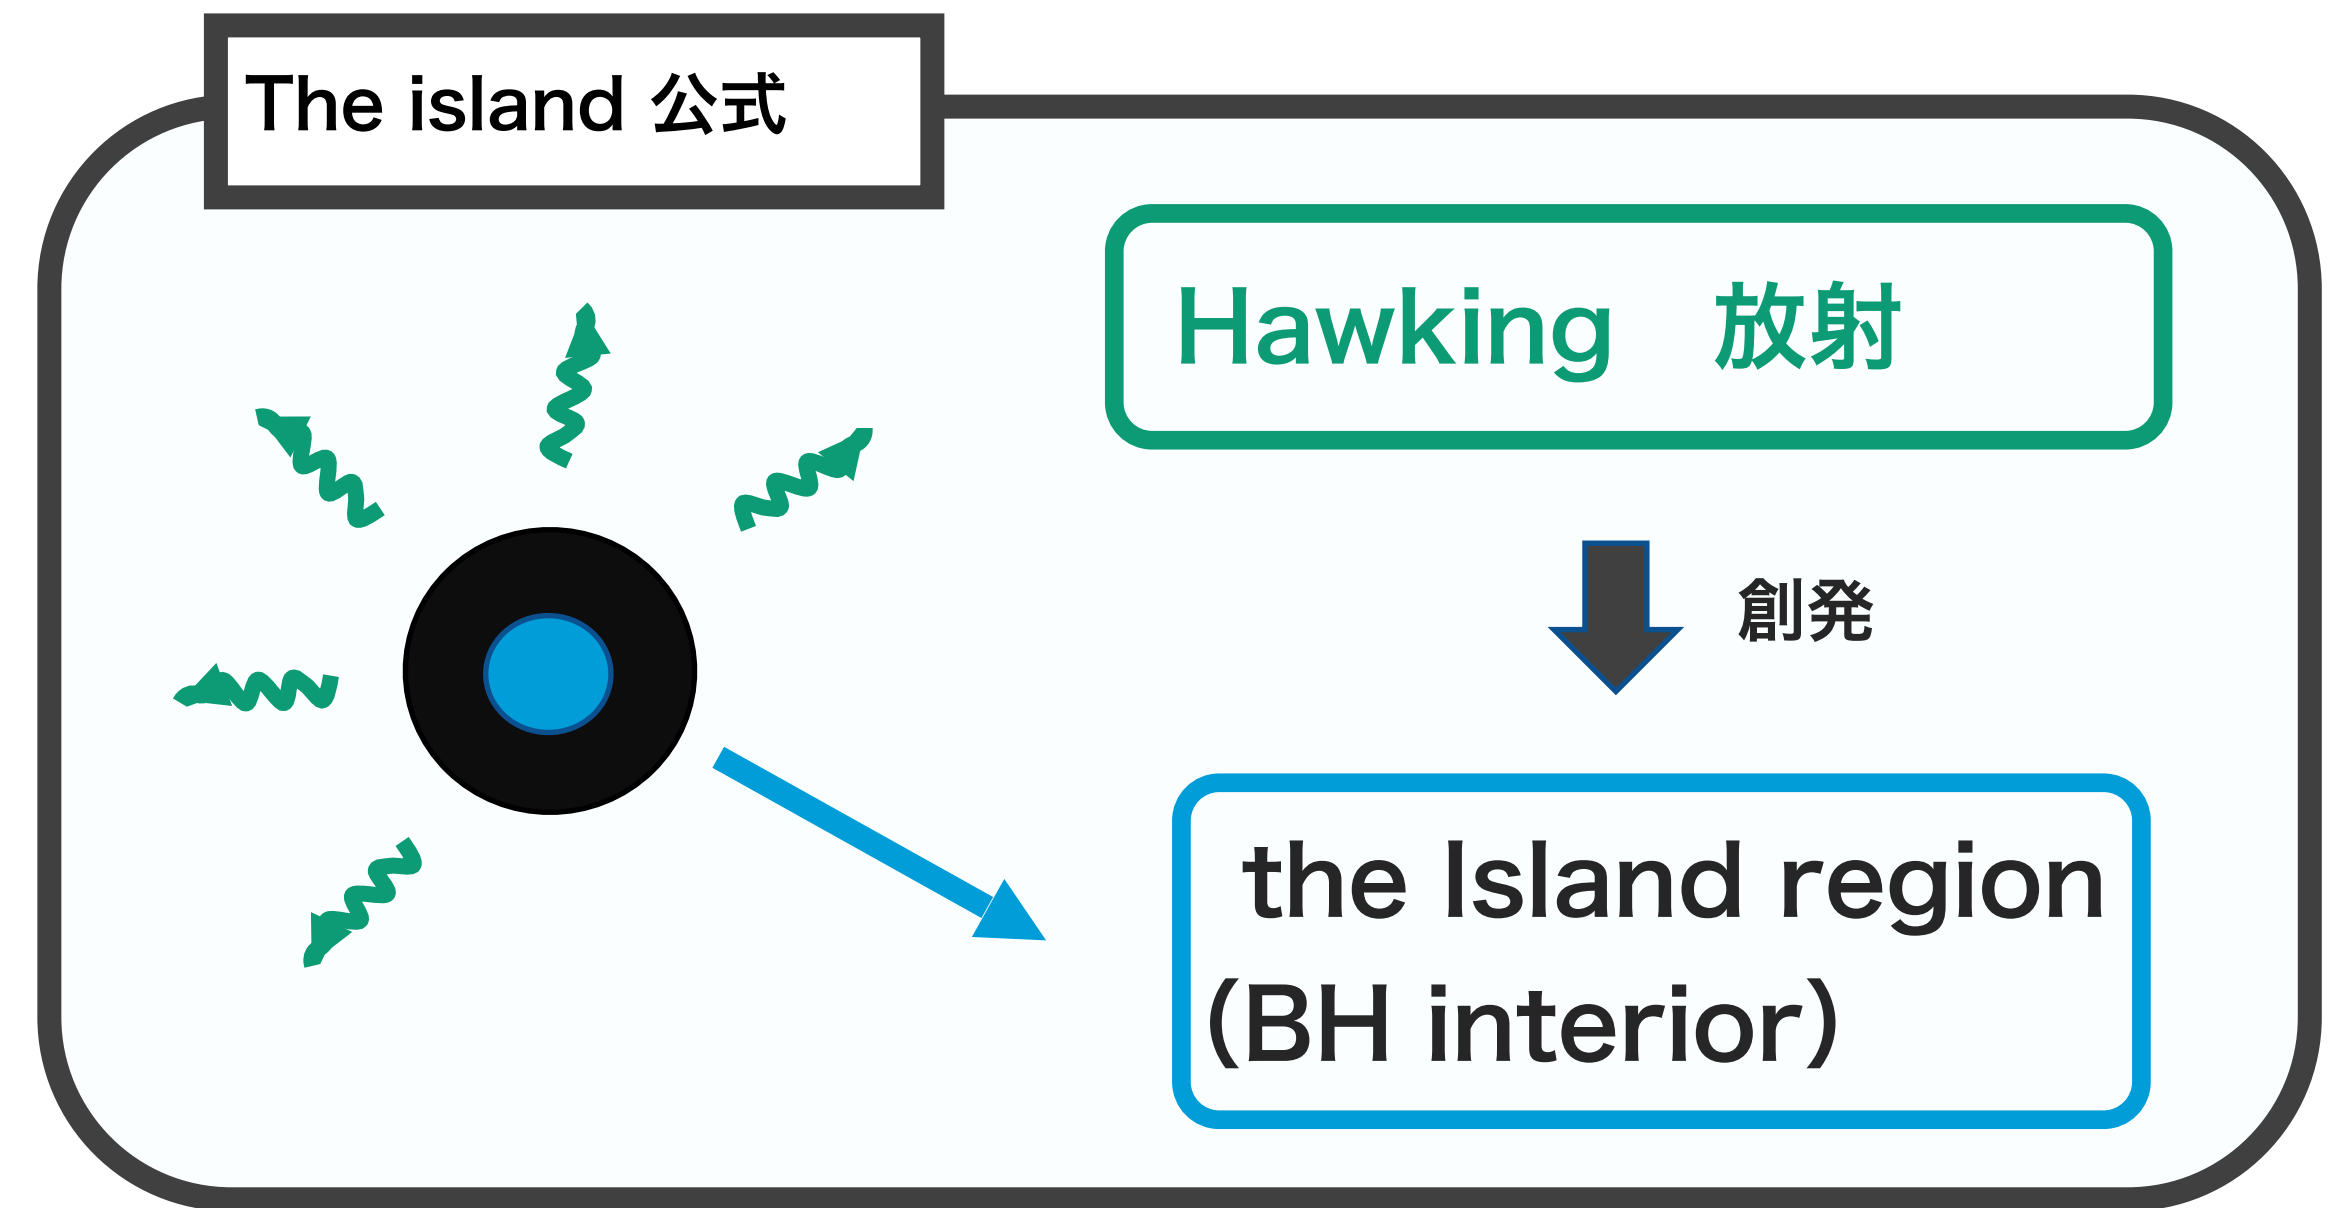 The island 公式
Hawking　放射
創発
the Island region
(BH interior)